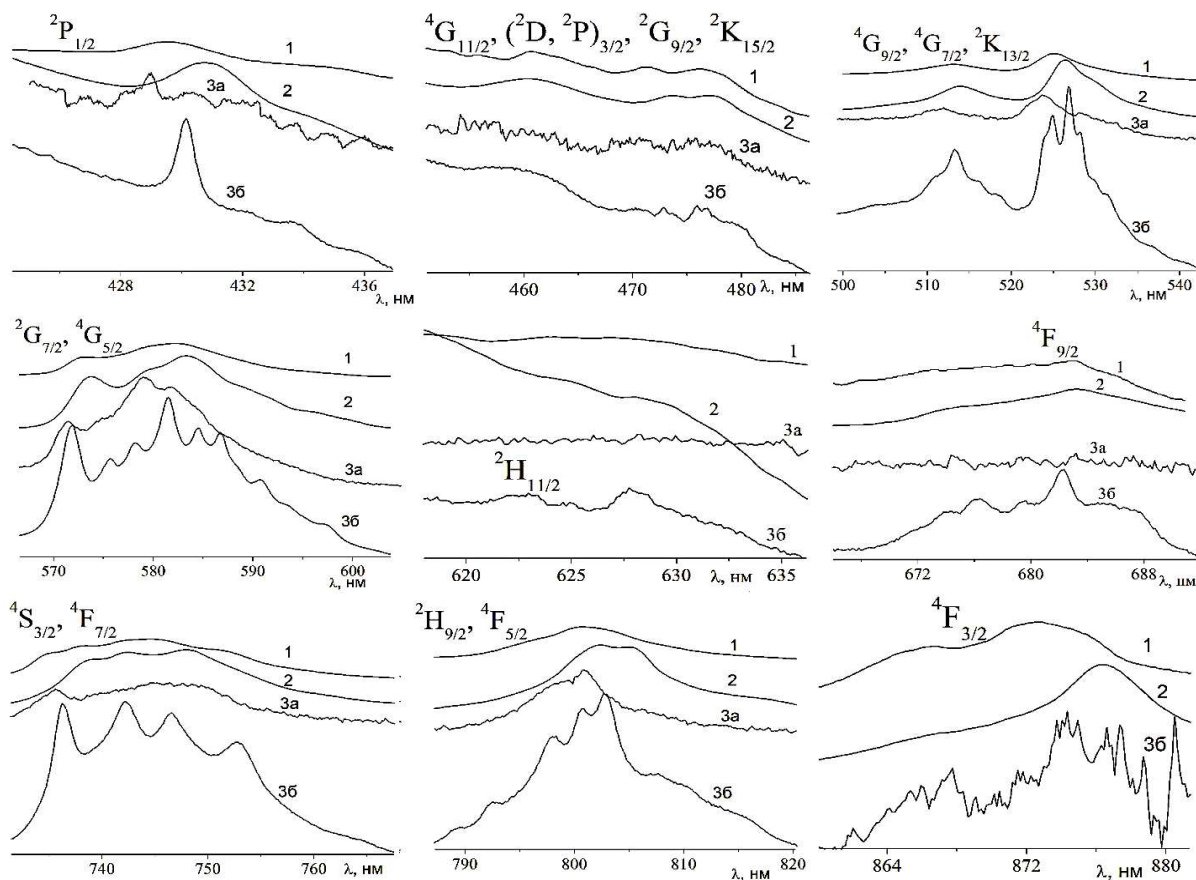 ²P₁/₂
1
2
3а
3б
428 432 436
λ, нм
⁴G₁₁/₂, (²D, ²P)₃/₂, ²G₉/₂, ²K₁₅/₂
1
2
3а
3б
460 470 480
λ, нм
⁴G₉/₂, ⁴G₇/₂, ²K₁₃/₂
1
2
3а
3б
500 510 520 530 540
λ, нм
²G₇/₂, ⁴G₅/₂
1
2
3а
3б
570 580 590 600
λ, нм
1
2
3а
²H₁₁/₂
3б
620 625 630 635
λ, нм
⁴F₉/₂
1
2
3а
3б
672 680 688
λ, нм
⁴S₃/₂, ⁴F₇/₂
1
2
3а
3б
740 750 760
λ, нм
²H₉/₂, ⁴F₅/₂
1
2
3а
3б
790 800 810 820
λ, нм
⁴F₃/₂
1
2
3б
864 872 880
λ, нм